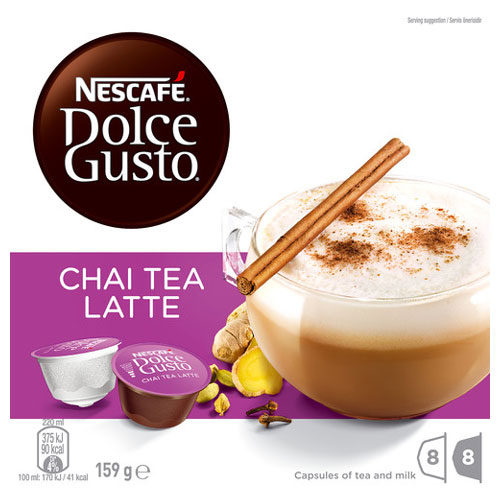 Serving suggestion / Servis önerisidir
NESCAFÉ®
Dolce
Gusto®
CHAI TEA
LATTE
NESCAFÉ
Dolce
Gusto
CHAI TEA LATTE
220 ml
375 kJ
90 kcal
100 ml: 170 kJ / 41 kcal
159 g ℮
8 8
Capsules of tea and milk